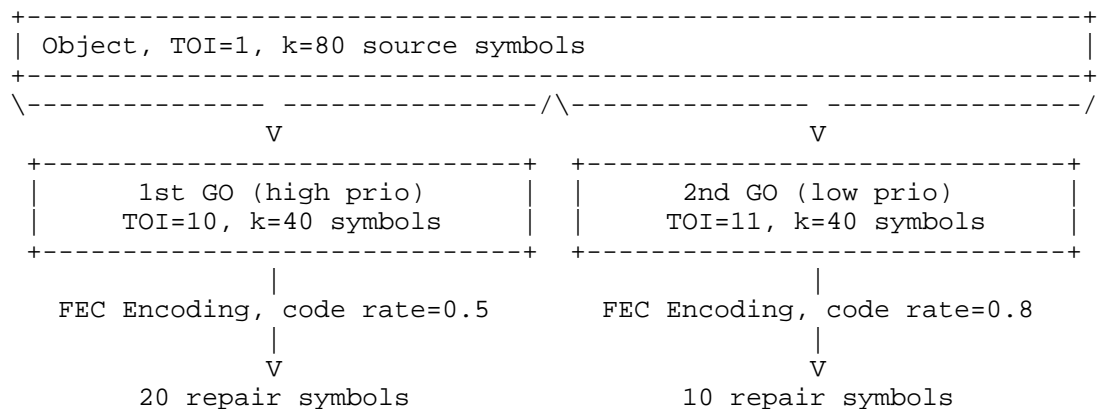 +-----------------------------------------------------------------+
| Object, TOI=1, k=80 source symbols                              |
+-----------------------------------------------------------------+
\--------------- ---------------/\--------------- ---------------/
                V                                 V
 +------------------------------+  +------------------------------+
 |      1st GO (high prio)      |  |      2nd GO (low prio)       |
 |     TOI=10, k=40 symbols     |  |     TOI=11, k=40 symbols     |
 +------------------------------+  +------------------------------+
                |                                 |
   FEC Encoding, code rate=0.5       FEC Encoding, code rate=0.8
                |                                 |
                V                                 V
        20 repair symbols                 10 repair symbols